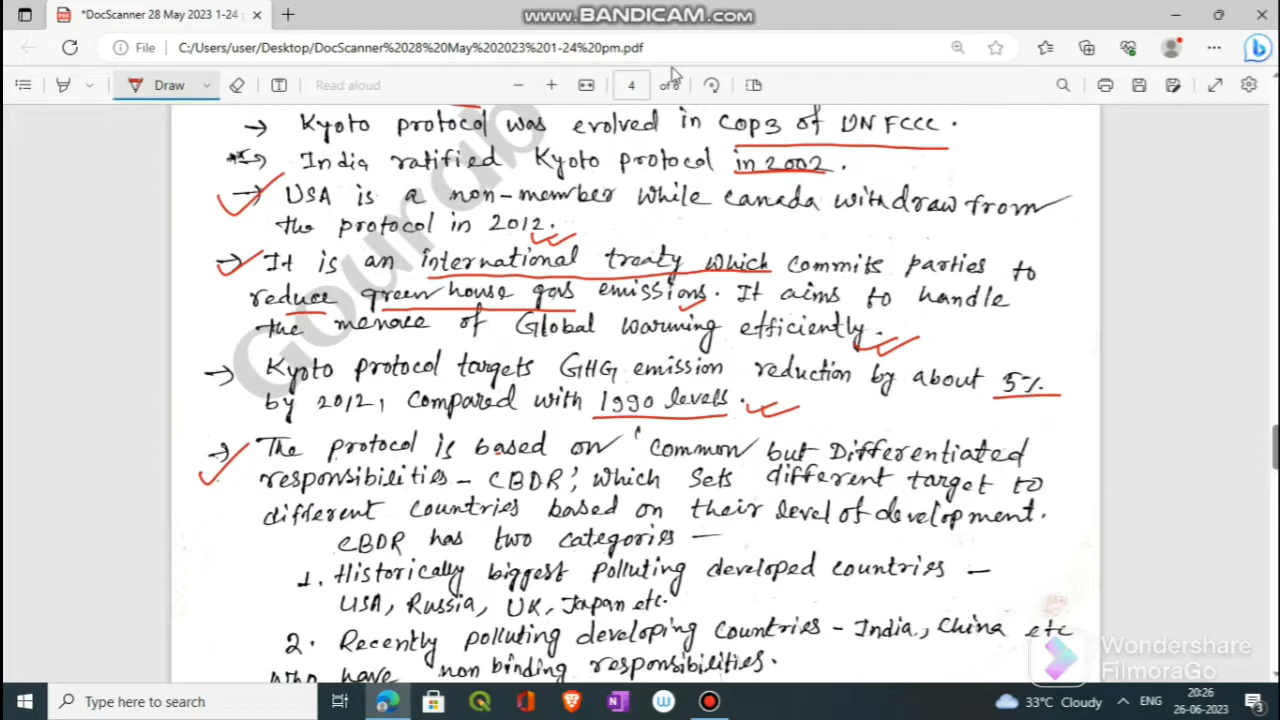 *DocScanner 28 May 2023 1-24
www.BANDICAM.com
File
C:/Users/user/Desktop/DocScanner%2028%20May%202023%201-24%20pm.pdf
Draw
Read aloud
4
of 8
→ Kyoto protocol was evolved in COP3 of UNFCCC.
→ India ratified Kyoto protocol in 2002.
→ USA is a non-member while Canada withdraw from
the protocol in 2012.
→ It is an international treaty which commits parties to
reduce green house gas emissions. It aims to handle
the menace of Global warming efficiently.
→ Kyoto protocol targets GHG emission reduction by about 5%
by 2012, compared with 1990 levels.
→ The protocol is based on 'Common but Differentiated
responsibilities - CBDR', which sets different target to
different countries based on their level of development.
CBDR has two categories —
1. Historically biggest polluting developed countries —
USA, Russia, UK, Japan etc.
2. Recently polluting developing countries - India, China etc
who have non binding responsibilities.
Gourab
Wondershare
FilmoraGo
Type here to search
33°C Cloudy
ENG
20:26
26-06-2023
3